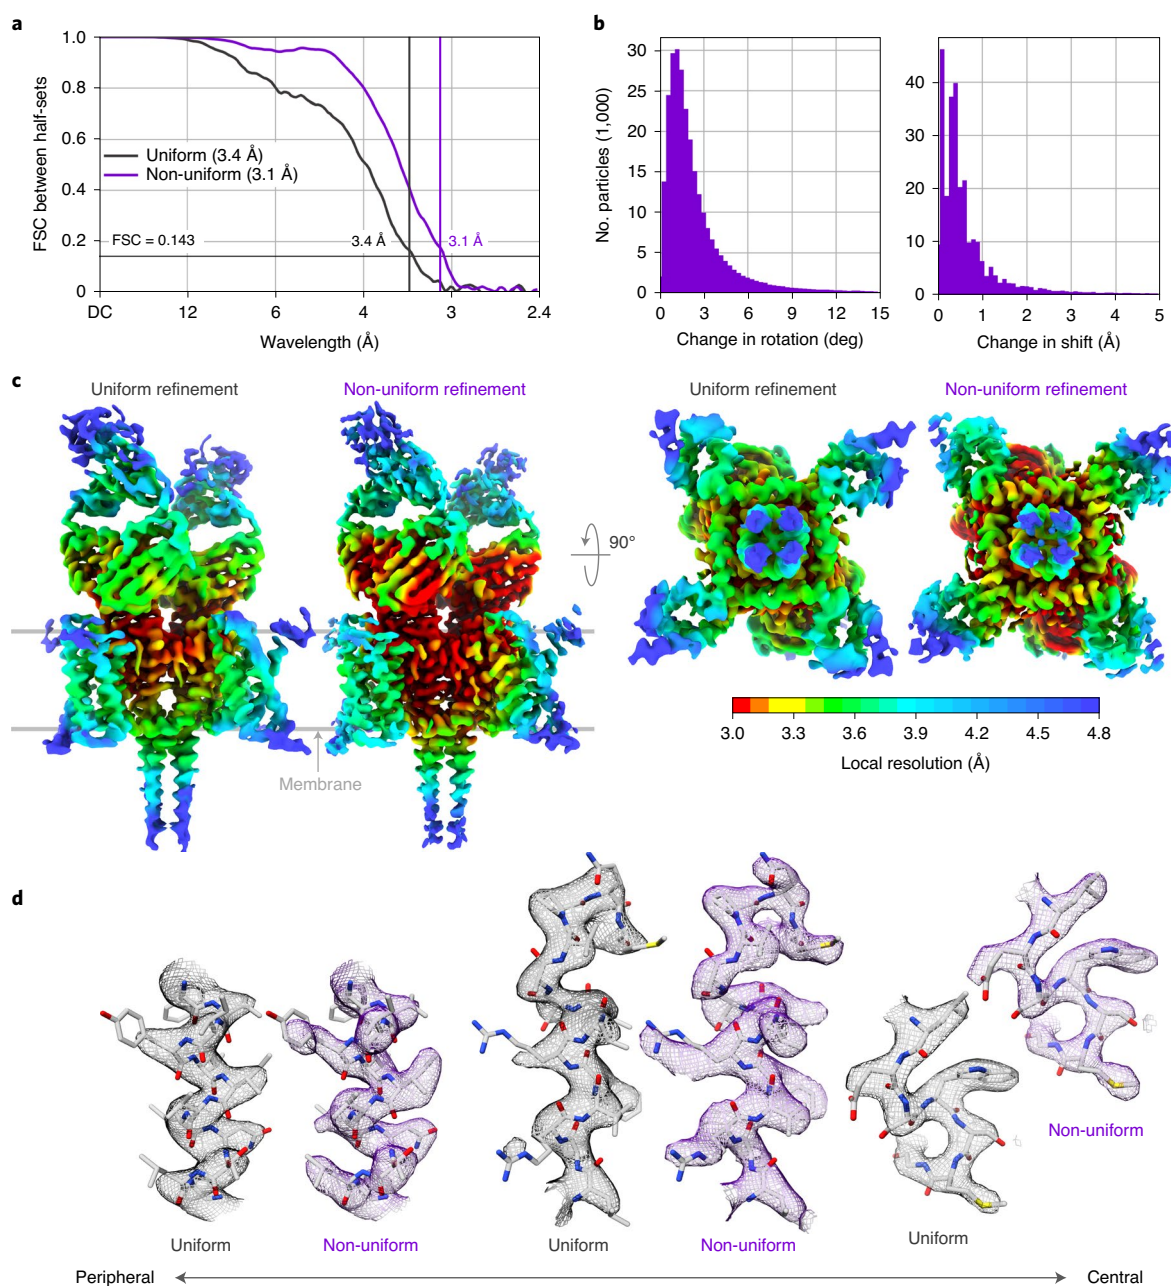 a
1.0
0.8
0.6
0.4
0.2
0
FSC between half-sets
Uniform (3.4 Å)
Non-uniform (3.1 Å)
FSC = 0.143
3.4 Å
3.1 Å
DC
12
6
4
3
2.4
Wavelength (Å)
b
30
25
20
15
10
5
0
No. particles (1,000)
0
3
6
9
12
15
Change in rotation (deg)
40
30
20
10
0
0
1
2
3
4
5
Change in shift (Å)
c
Uniform refinement
Non-uniform refinement
Membrane
90°
Uniform refinement
Non-uniform refinement
3.0
3.3
3.6
3.9
4.2
4.5
4.8
Local resolution (Å)
d
Uniform
Non-uniform
Uniform
Non-uniform
Uniform
Non-uniform
Peripheral
Central